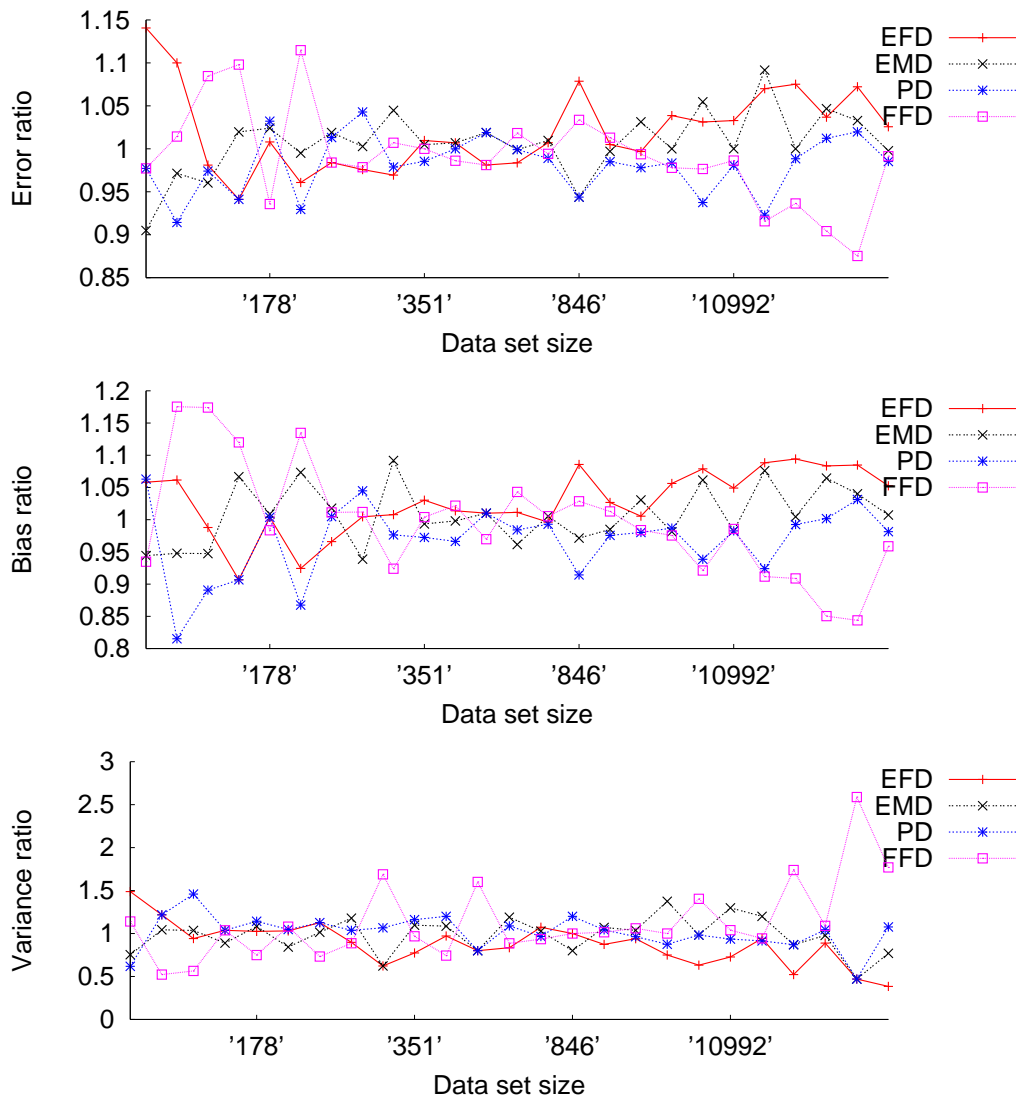 1.15
1.1
1.05
1
0.95
0.9
0.85
Error ratio
'178' '351' '846' '10992'
Data set size
EFD
EMD
PD
FFD
1.2
1.15
1.1
1.05
1
0.95
0.9
0.85
0.8
Bias ratio
'178' '351' '846' '10992'
Data set size
EFD
EMD
PD
FFD
3
2.5
2
1.5
1
0.5
0
Variance ratio
'178' '351' '846' '10992'
Data set size
EFD
EMD
PD
FFD